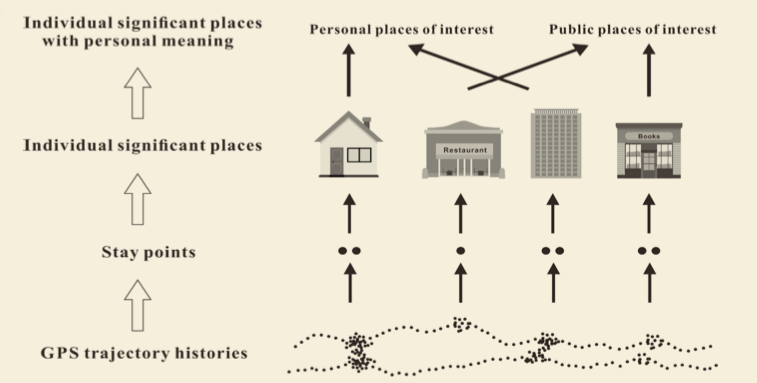 Individual significant places
with personal meaning
Personal places of interest
Public places of interest
Individual significant places
Restaurant
Books
Stay points
GPS trajectory histories